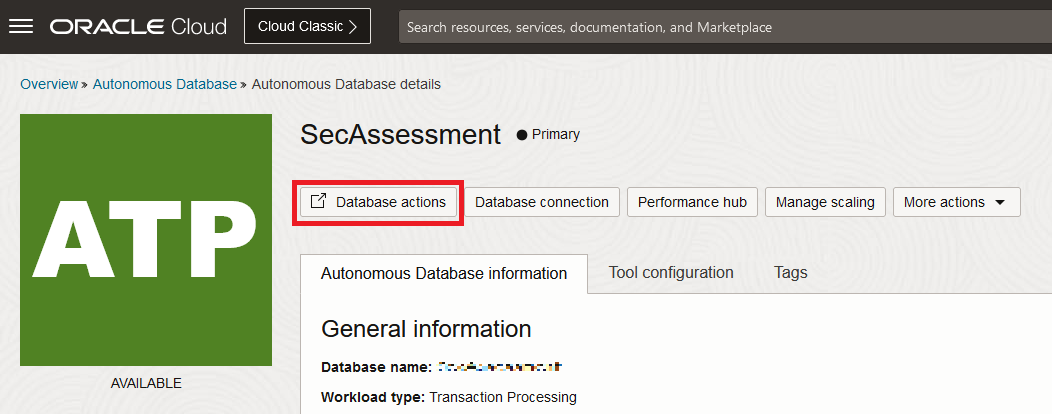 ORACLE Cloud Cloud Classic Search resources, services, documentation, and Marketplace
Overview » Autonomous Database » Autonomous Database details
ATP
AVAILABLE
SecAssessment Primary
Database actions Database connection Performance hub Manage scaling More actions
Autonomous Database information Tool configuration Tags
General information
Database name:
Workload type: Transaction Processing